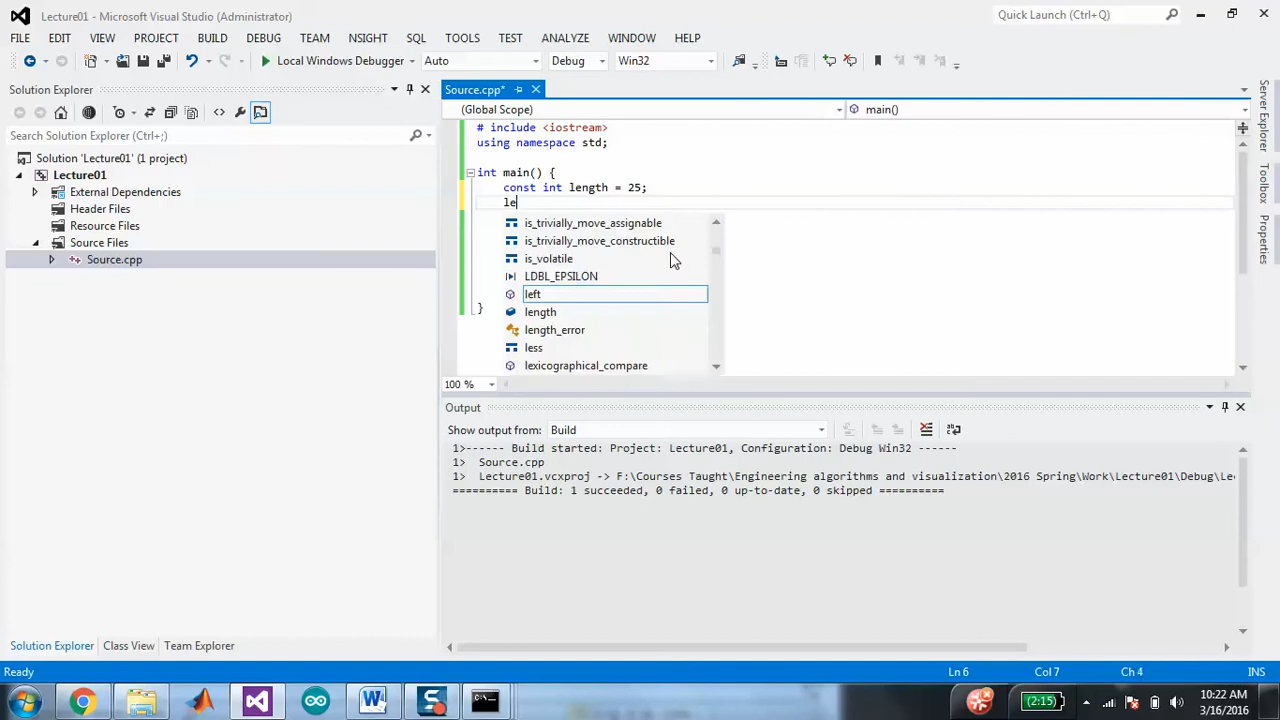 Lecture01 - Microsoft Visual Studio (Administrator)
Quick Launch (Ctrl+Q)
FILE EDIT VIEW PROJECT BUILD DEBUG TEAM NSIGHT SQL TOOLS TEST ANALYZE WINDOW HELP
Local Windows Debugger Auto Debug Win32
Solution Explorer
Source.cpp*
(Global Scope)
main()
Search Solution Explorer (Ctrl+;)
Solution 'Lecture01' (1 project)
Lecture01
External Dependencies
Header Files
Resource Files
Source Files
Source.cpp
# include <iostream>
using namespace std;
int main() {
const int length = 25;
le
is_trivially_move_assignable
is_trivially_move_constructible
is_volatile
LDBL_EPSILON
left
length
length_error
less
lexicographical_compare
}
100 %
Server Explorer
Toolbox
Properties
Output
Show output from: Build
1>------ Build started: Project: Lecture01, Configuration: Debug Win32 ------
1> Source.cpp
1> Lecture01.vcxproj -> F:\Courses Taught\Engineering algorithms and visualization\2016 Spring\Work\Lecture01\Debug\Le
========== Build: 1 succeeded, 0 failed, 0 up-to-date, 0 skipped ==========
Solution Explorer Class View Team Explorer
Ready
Ln 6
Col 7
Ch 4
INS
(2:15)
10:22 AM
3/16/2016